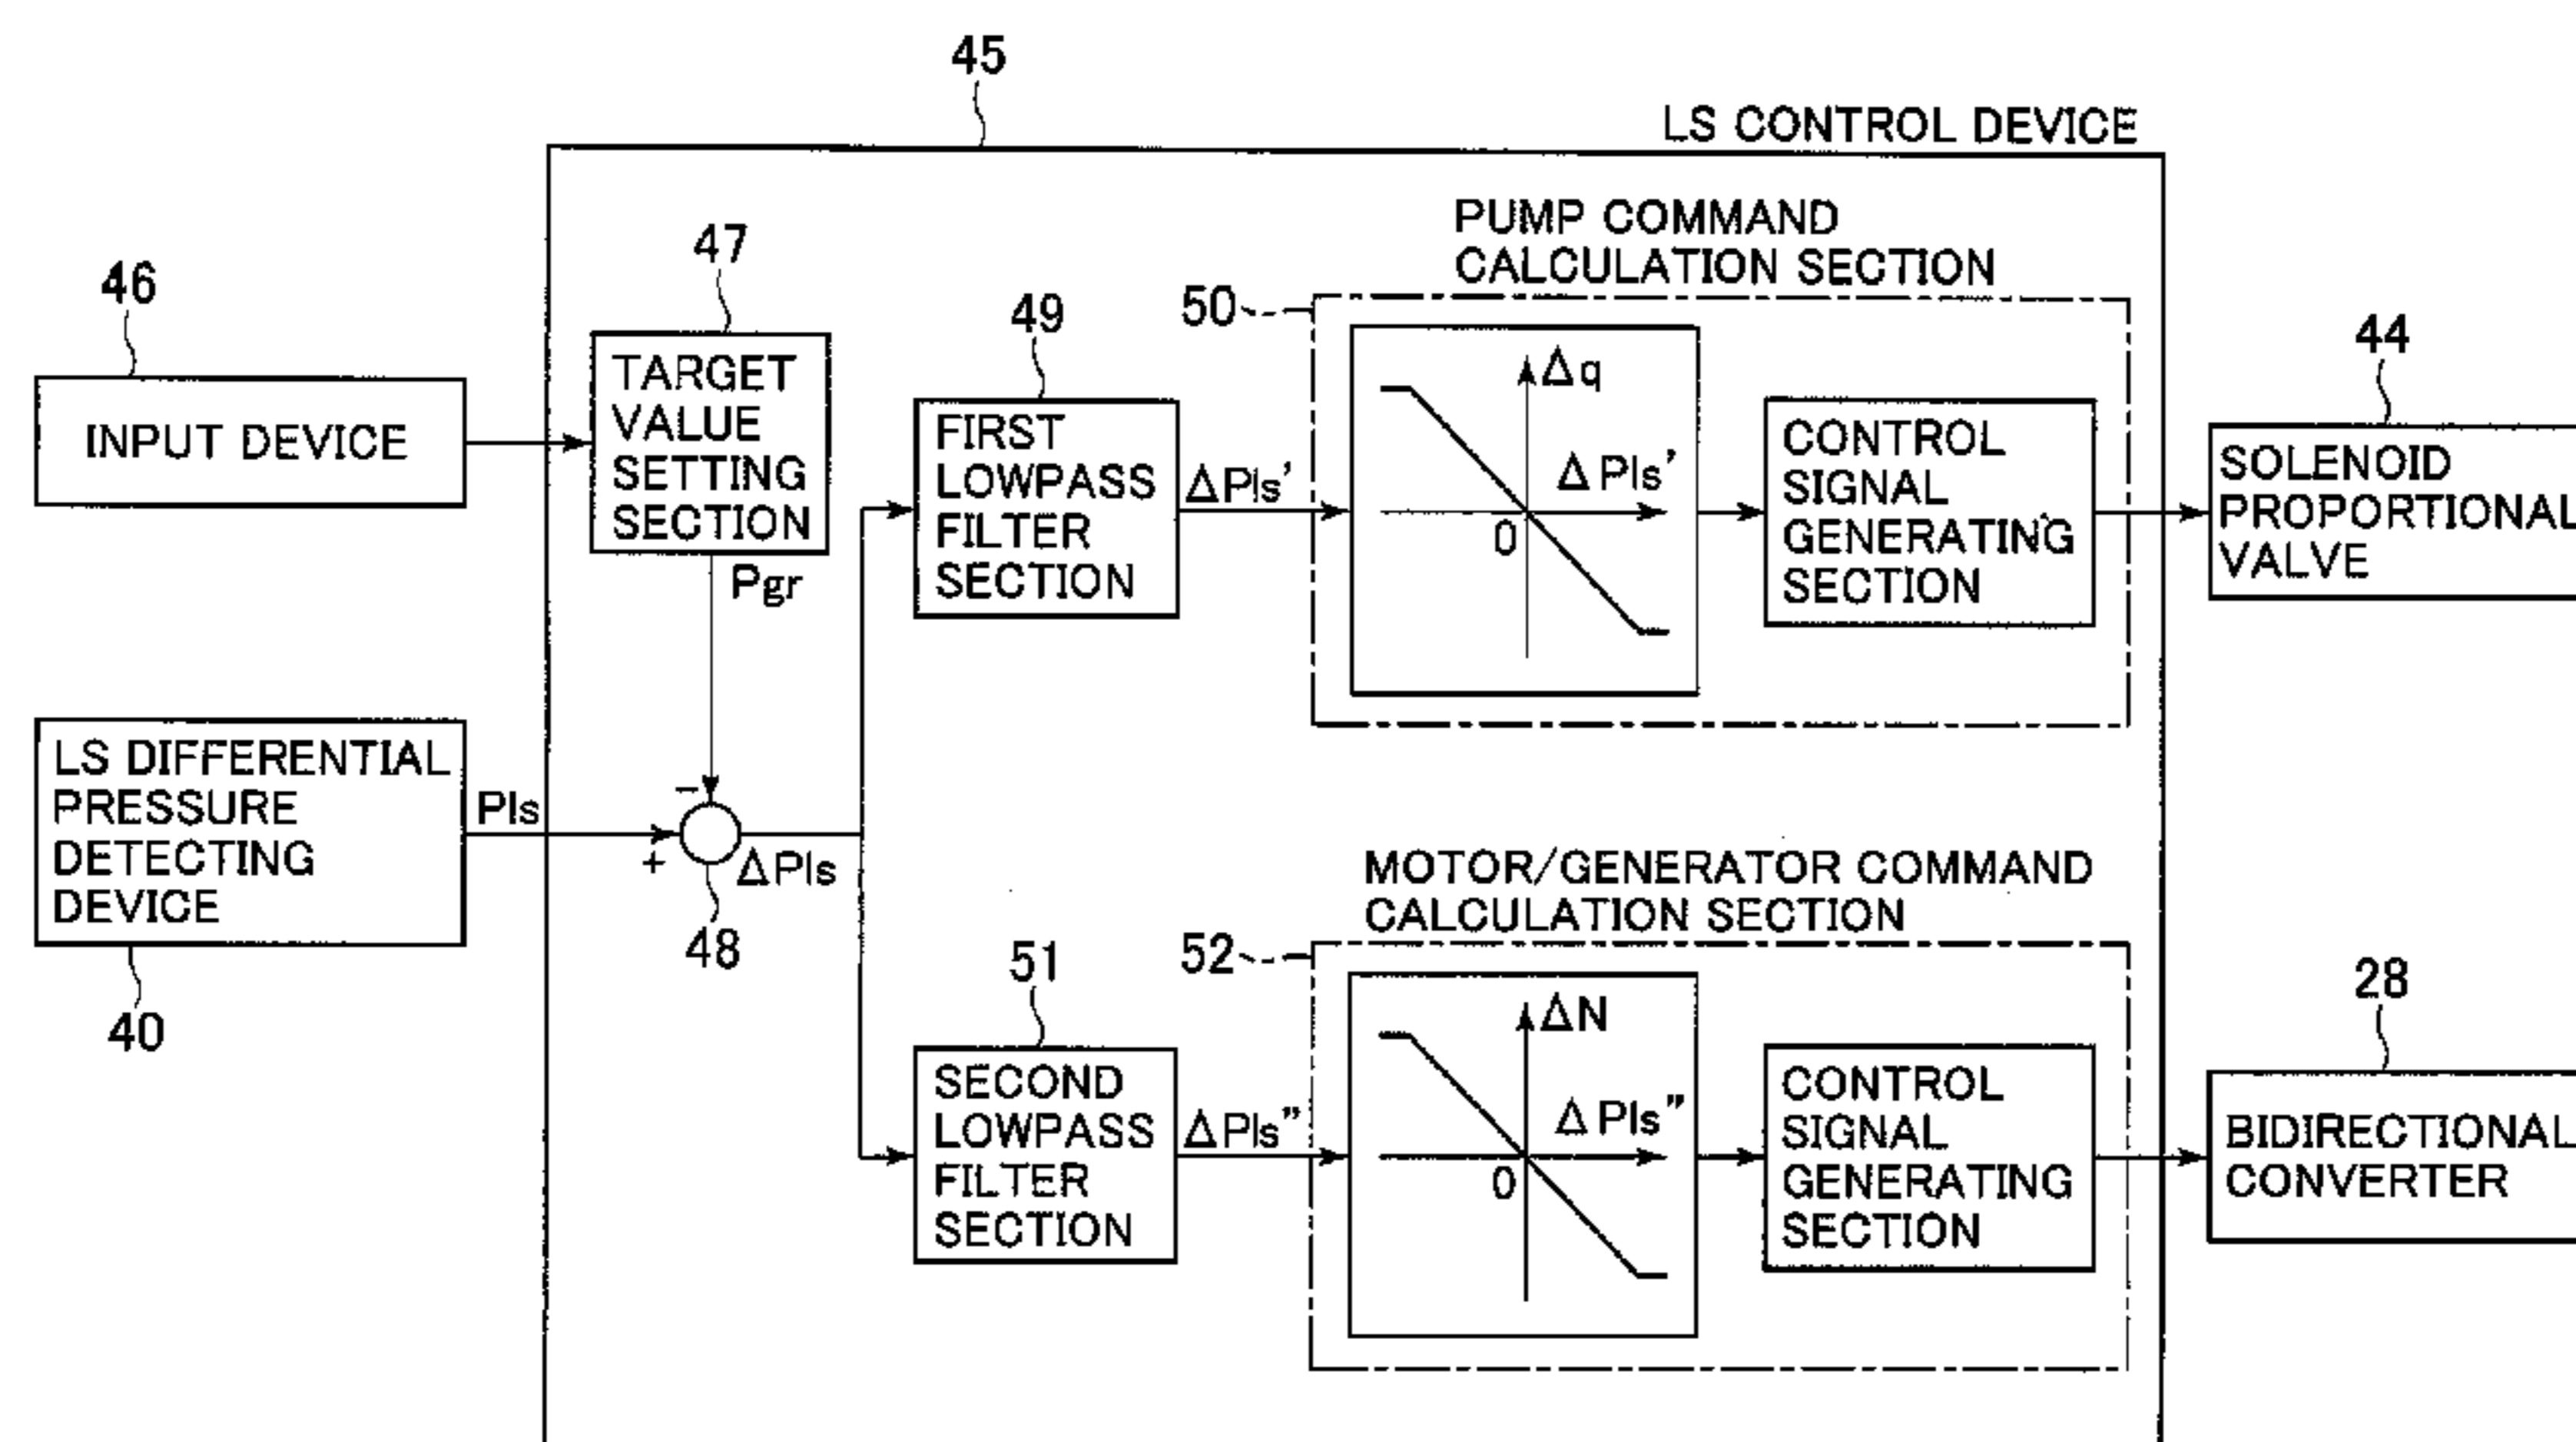 45
LS CONTROL DEVICE
46
INPUT DEVICE
47
TARGET
VALUE
SETTING
SECTION
Pgr
LS DIFFERENTIAL
PRESSURE
DETECTING
DEVICE
40
Pls
+
-
ΔPls
48
49
FIRST
LOWPASS
FILTER
SECTION
ΔPls'
PUMP COMMAND
CALCULATION SECTION
50
Δq
ΔPls'
0
CONTROL
SIGNAL
GENERATING
SECTION
44
SOLENOID
PROPORTIONAL
VALVE
51
SECOND
LOWPASS
FILTER
SECTION
ΔPls"
MOTOR/GENERATOR COMMAND
CALCULATION SECTION
52
ΔN
ΔPls"
0
CONTROL
SIGNAL
GENERATING
SECTION
28
BIDIRECTIONAL
CONVERTER